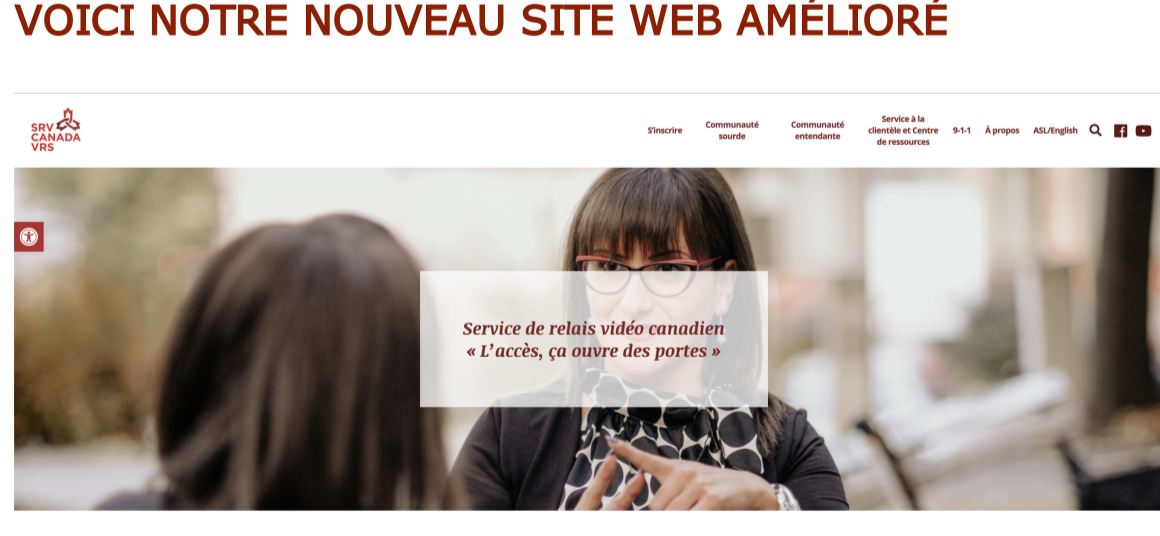 VOICI NOTRE NOUVEAU SITE WEB AMÉLIORÉ
SRV
CANADA
VRS
S'inscrire
Communauté
sourde
Communauté
entendante
Service à la
clientèle et Centre
de ressources
9-1-1
À propos
ASL/English
Service de relais vidéo canadien
« L’accès, ça ouvre des portes »